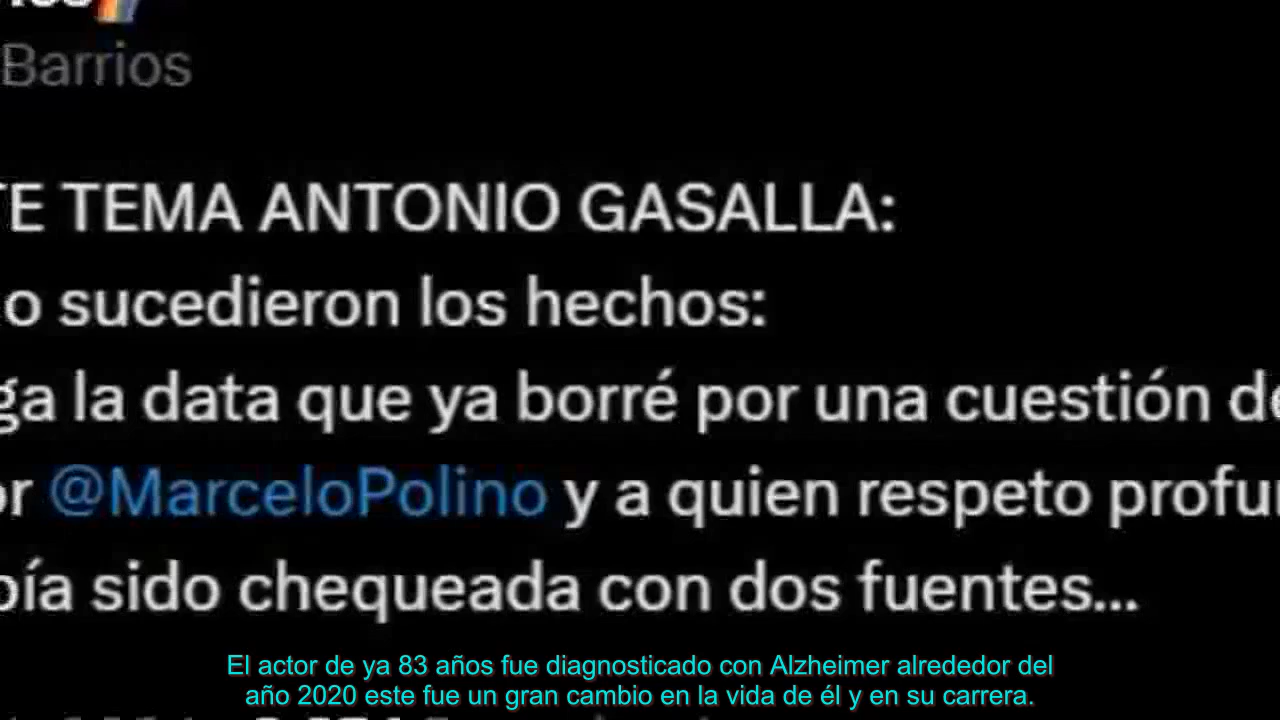 Barrios
TE TEMA ANTONIO GASALLA:
o sucedieron los hechos:
ga la data que ya borré por una cuestión de
or @MarceloPolino y a quien respeto profu
bía sido chequeada con dos fuentes...
El actor de ya 83 años fue diagnosticado con Alzheimer alrededor del
año 2020 este fue un gran cambio en la vida de él y en su carrera.